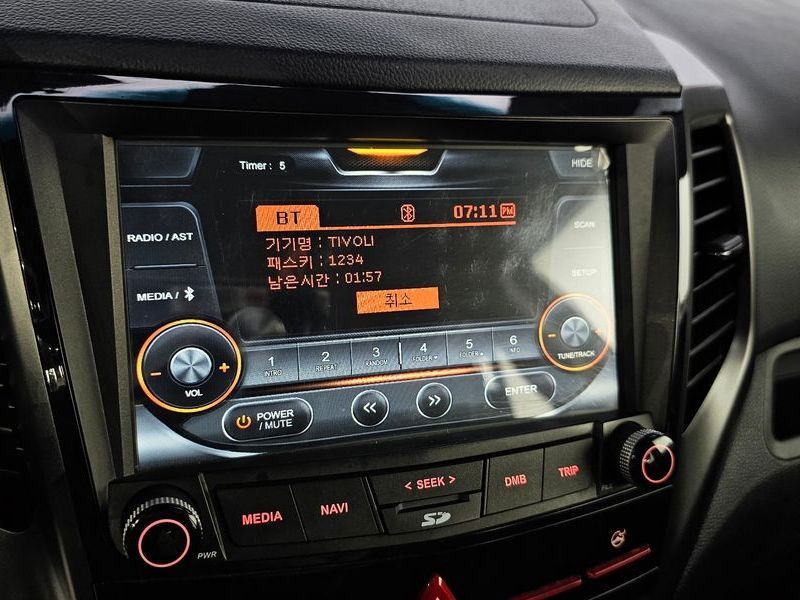 Timer : 5
HIDE
BT
07:11 PM
RADIO / AST
기기명 : TIVOLI
패스키 : 1234
남은시간 : 01:57
취소
SCAN
SETUP
MEDIA /
- VOL +
1 INTRO
2 REPEAT
3 RANDOM
4 FOLDER
5 FOLDER
6 INFO
TUNE/TRACK
POWER
/ MUTE
<<
>>
ENTER
MEDIA
NAVI
< SEEK >
SD
DMB
TRIP
PWR